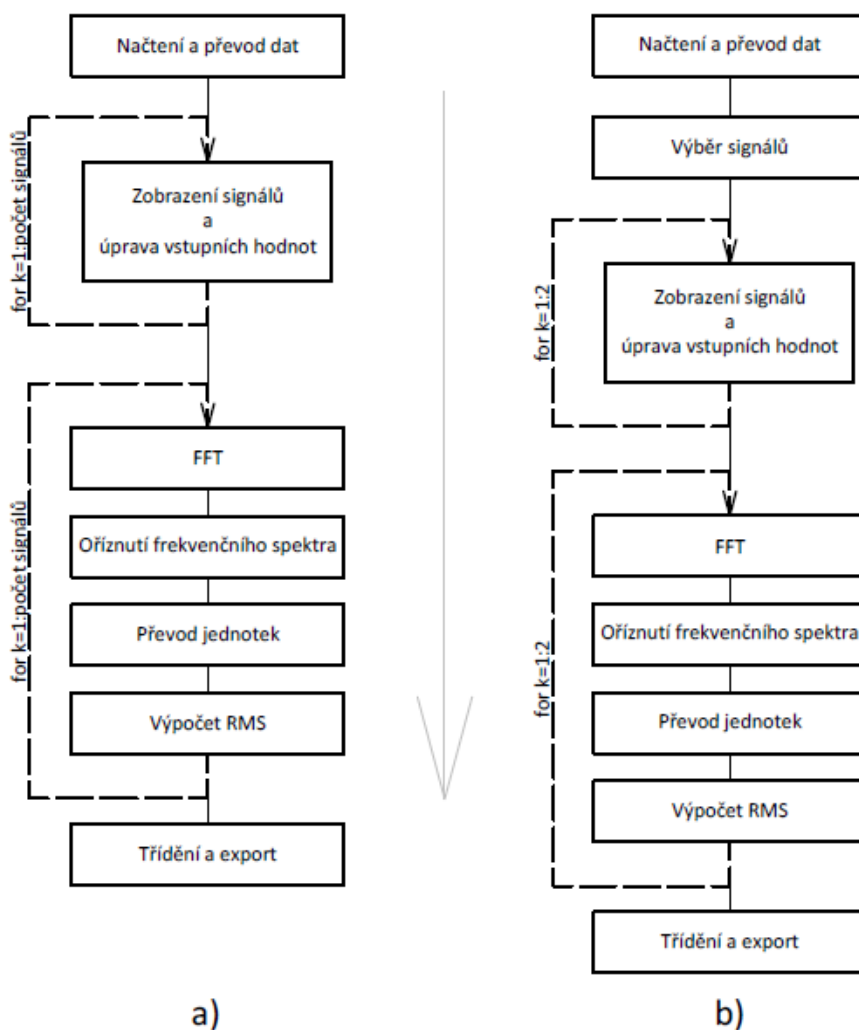 Načtení a převod dat
for k=1:počet signálů
Zobrazení signálů
a
úprava vstupních hodnot
for k=1:počet signálů
FFT
Oříznutí frekvenčního spektra
Převod jednotek
Výpočet RMS
Třídění a export
a)
Načtení a převod dat
Výběr signálů
for k=1:2
Zobrazení signálů
a
úprava vstupních hodnot
for k=1:2
FFT
Oříznutí frekvenčního spektra
Převod jednotek
Výpočet RMS
Třídění a export
b)